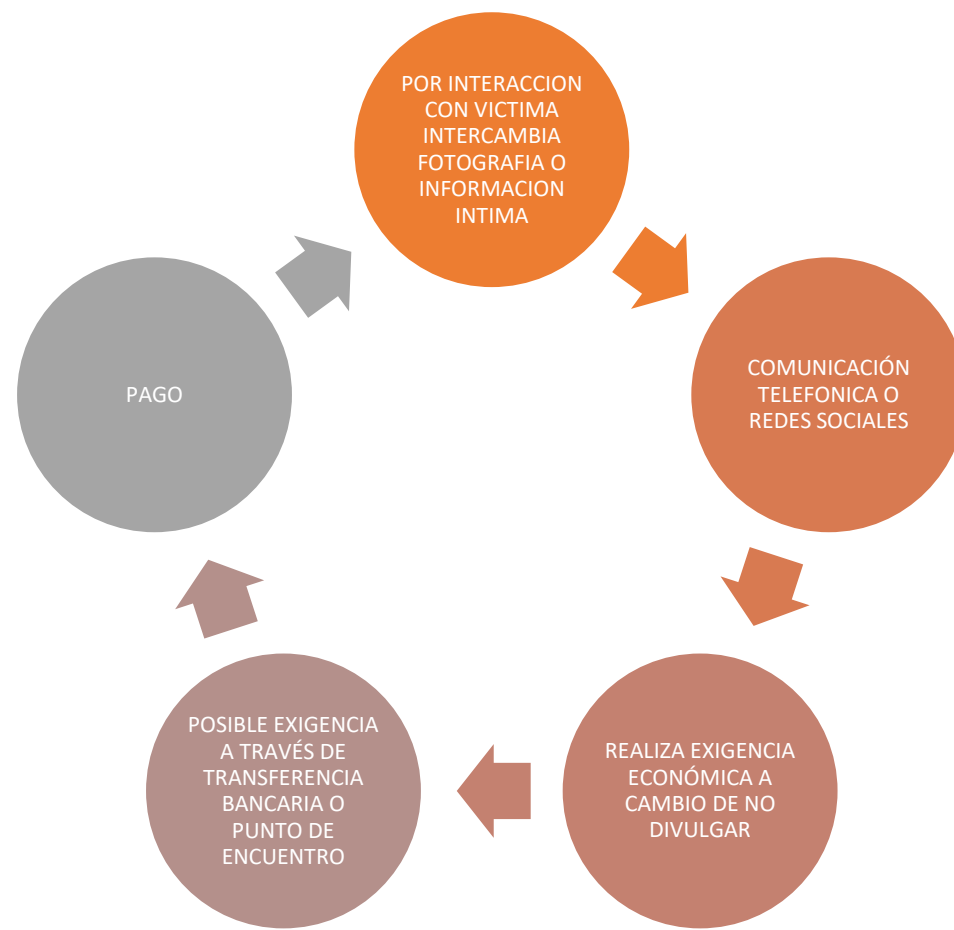 POR INTERACCION
CON VICTIMA
INTERCAMBIA
FOTOGRAFIA O
INFORMACION
INTIMA
COMUNICACIÓN
TELEFONICA O
REDES SOCIALES
REALIZA EXIGENCIA
ECONÓMICA A
CAMBIO DE NO
DIVULGAR
POSIBLE EXIGENCIA
A TRAVÉS DE
TRANSFERENCIA
BANCARIA O
PUNTO DE
ENCUENTRO
PAGO